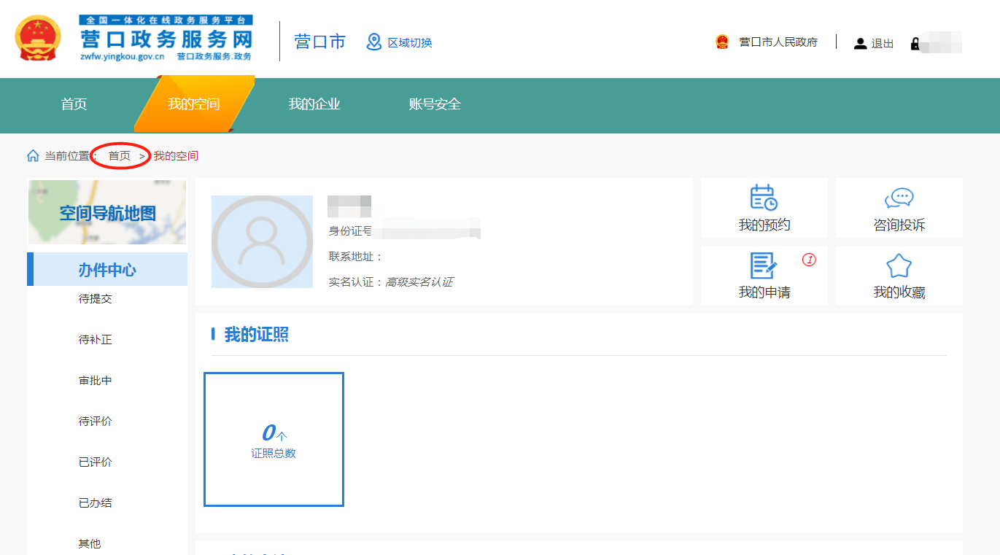 全国一体化在线政务服务平台
营口政务服务网
zwfw.yingkou.gov.cn 营口政务服务.政务
营口市
区域切换
营口市人民政府
退出
首页
我的空间
我的企业
账号安全
当前位置： 首页 > 我的空间
空间导航地图
办件中心
待提交
待补正
审批中
待评价
已评价
已办结
其他
身份证号
联系地址：
实名认证：高级实名认证
我的预约
咨询投诉
1
我的申请
我的收藏
我的证照
0个
证照总数